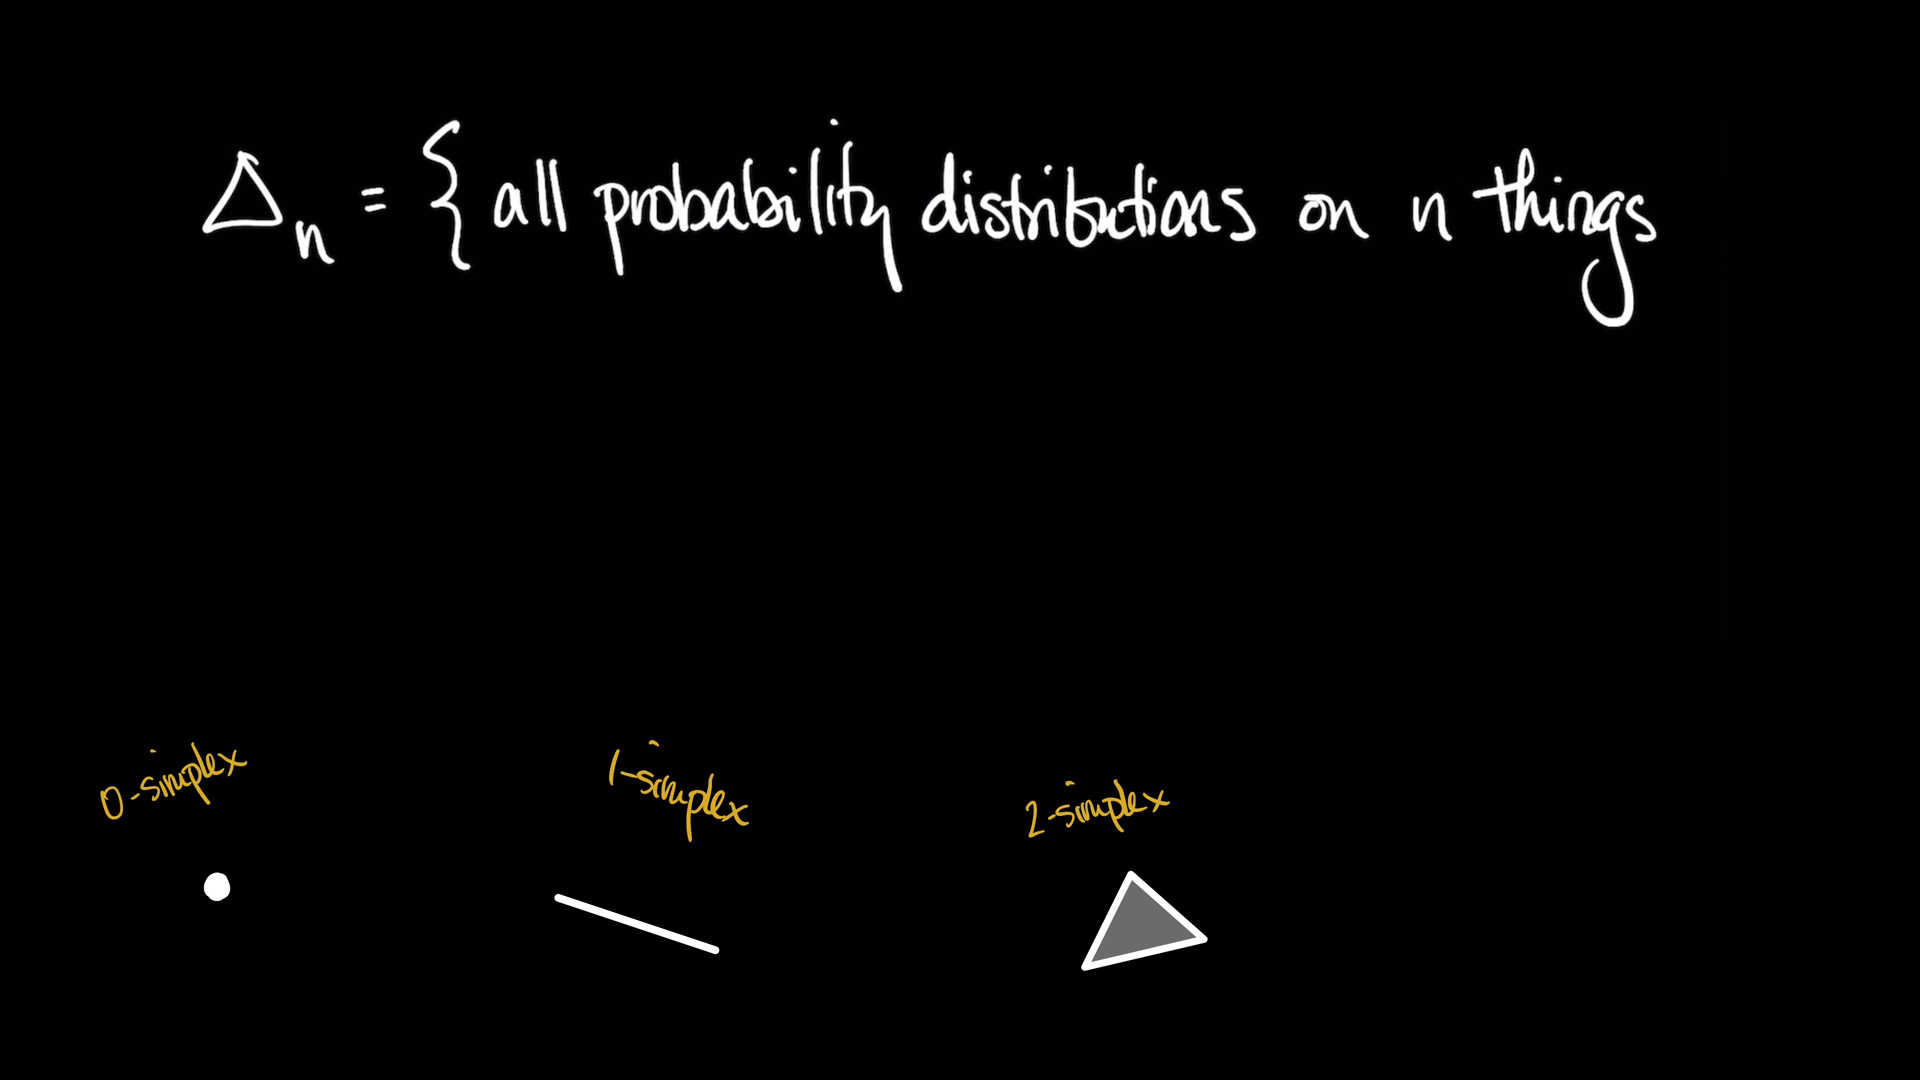 Δn = { all probability distributions on n things
0-simplex
1-simplex
2-simplex